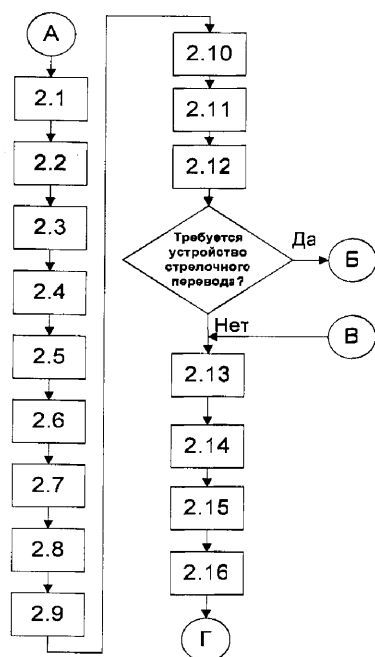 А
2.1
2.2
2.3
2.4
2.5
2.6
2.7
2.8
2.9
2.10
2.11
2.12
Требуется
устройство
стрелочного
перевода?
Да
Б
Нет
В
2.13
2.14
2.15
2.16
Г